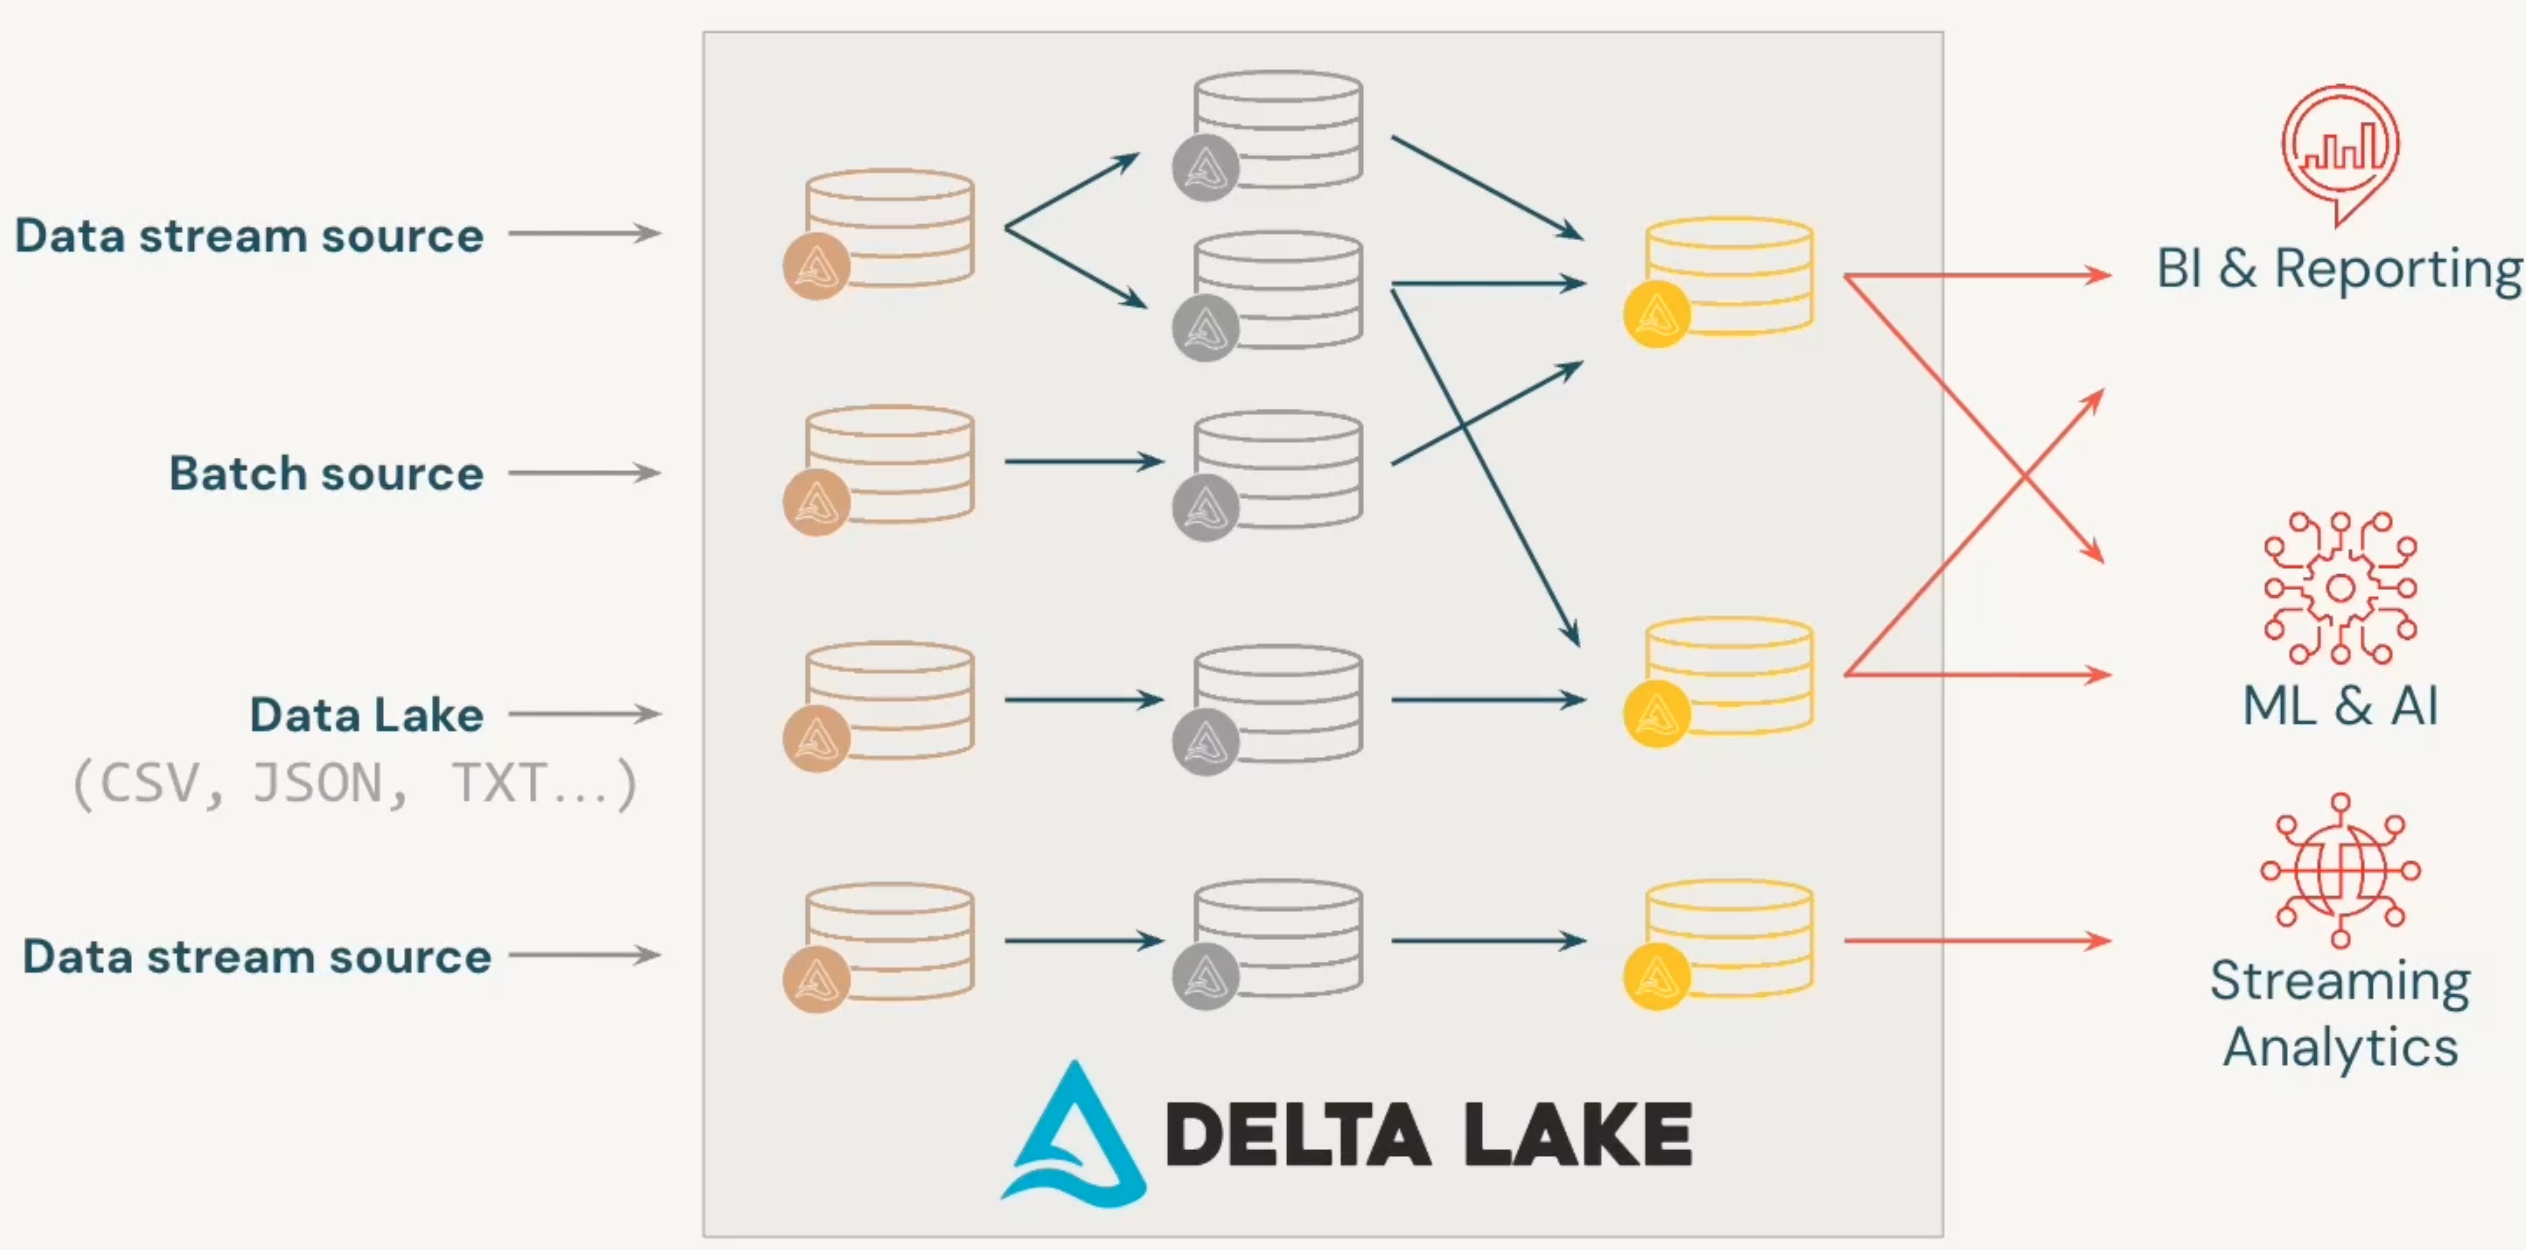 Data stream source
Batch source
Data Lake
(CSV, JSON, TXT...)
Data stream source
BI & Reporting
ML & AI
Streaming
Analytics
DELTA LAKE